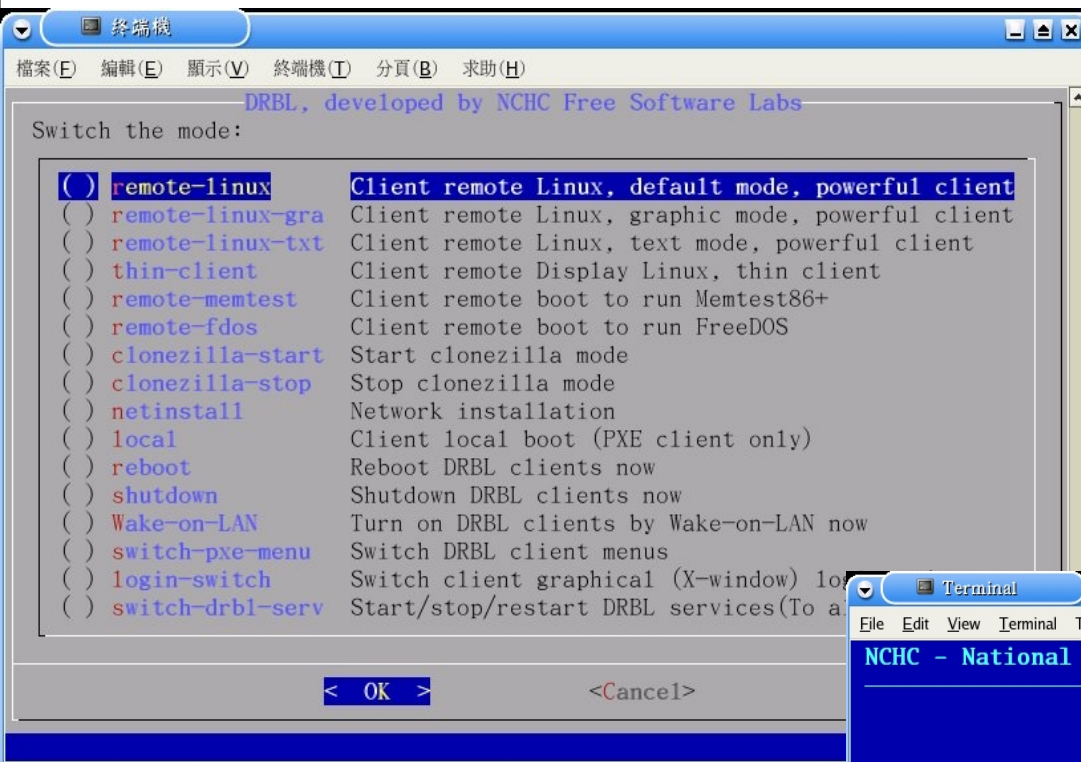 終端機
檔案(F) 編輯(E) 顯示(V) 終端機(T) 分頁(B) 求助(H)
DRBL, developed by NCHC Free Software Labs
Switch the mode:
( ) remote-linux Client remote Linux, default mode, powerful client
( ) remote-linux-gra Client remote Linux, graphic mode, powerful client
( ) remote-linux-txt Client remote Linux, text mode, powerful client
( ) thin-client Client remote Display Linux, thin client
( ) remote-memtest Client remote boot to run Memtest86+
( ) remote-fdos Client remote boot to run FreeDOS
( ) clonezilla-start Start clonezilla mode
( ) clonezilla-stop Stop clonezilla mode
( ) netinstall Network installation
( ) local Client local boot (PXE client only)
( ) reboot Reboot DRBL clients now
( ) shutdown Shutdown DRBL clients now
( ) Wake-on-LAN Turn on DRBL clients by Wake-on-LAN now
( ) switch-pxe-menu Switch DRBL client menus
( ) login-switch Switch client graphical (X-window)
( ) switch-drbl-serv Start/stop/restart DRBL services(To
< OK > <Cancel>
Terminal
File Edit View Terminal
NCHC - National